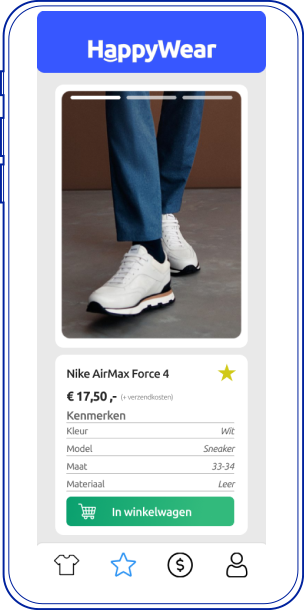 HappyWear
Nike AirMax Force 4
€ 17,50 ,- (+ verzendkosten)
Kenmerken
Kleur Wit
Model Sneaker
Maat 33-34
Materiaal Leer
In winkelwagen
$